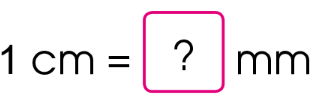 1 cm = ? mm